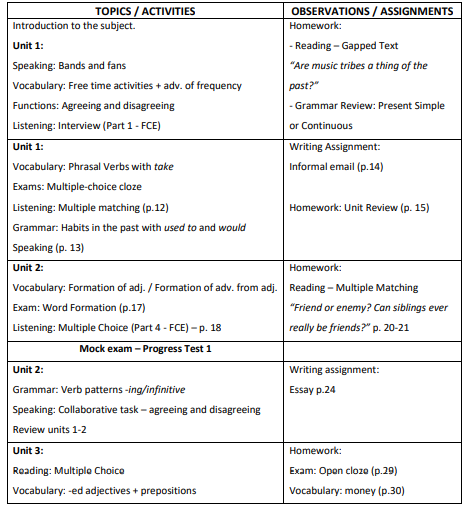 TOPICS / ACTIVITIES
OBSERVATIONS / ASSIGNMENTS
Introduction to the subject.
Unit 1:
Speaking: Bands and fans
Vocabulary: Free time activities + adv. of frequency
Functions: Agreeing and disagreeing
Listening: Interview (Part 1 - FCE)
Homework:
- Reading – Gapped Text
“Are music tribes a thing of the
past?”
- Grammar Review: Present Simple
or Continuous
Unit 1:
Vocabulary: Phrasal Verbs with take
Exams: Multiple-choice cloze
Listening: Multiple matching (p.12)
Grammar: Habits in the past with used to and would
Speaking (p. 13)
Writing Assignment:
Informal email (p.14)
Homework: Unit Review (p. 15)
Unit 2:
Vocabulary: Formation of adj. / Formation of adv. from adj.
Exam: Word Formation (p.17)
Listening: Multiple Choice (Part 4 - FCE) – p. 18
Homework:
Reading – Multiple Matching
“Friend or enemy? Can siblings ever
really be friends?” p. 20-21
Mock exam – Progress Test 1
Unit 2:
Grammar: Verb patterns -ing/infinitive
Speaking: Collaborative task – agreeing and disagreeing
Review units 1-2
Writing assignment:
Essay p.24
Unit 3:
Reading: Multiple Choice
Vocabulary: -ed adjectives + prepositions
Homework:
Exam: Open cloze (p.29)
Vocabulary: money (p.30)